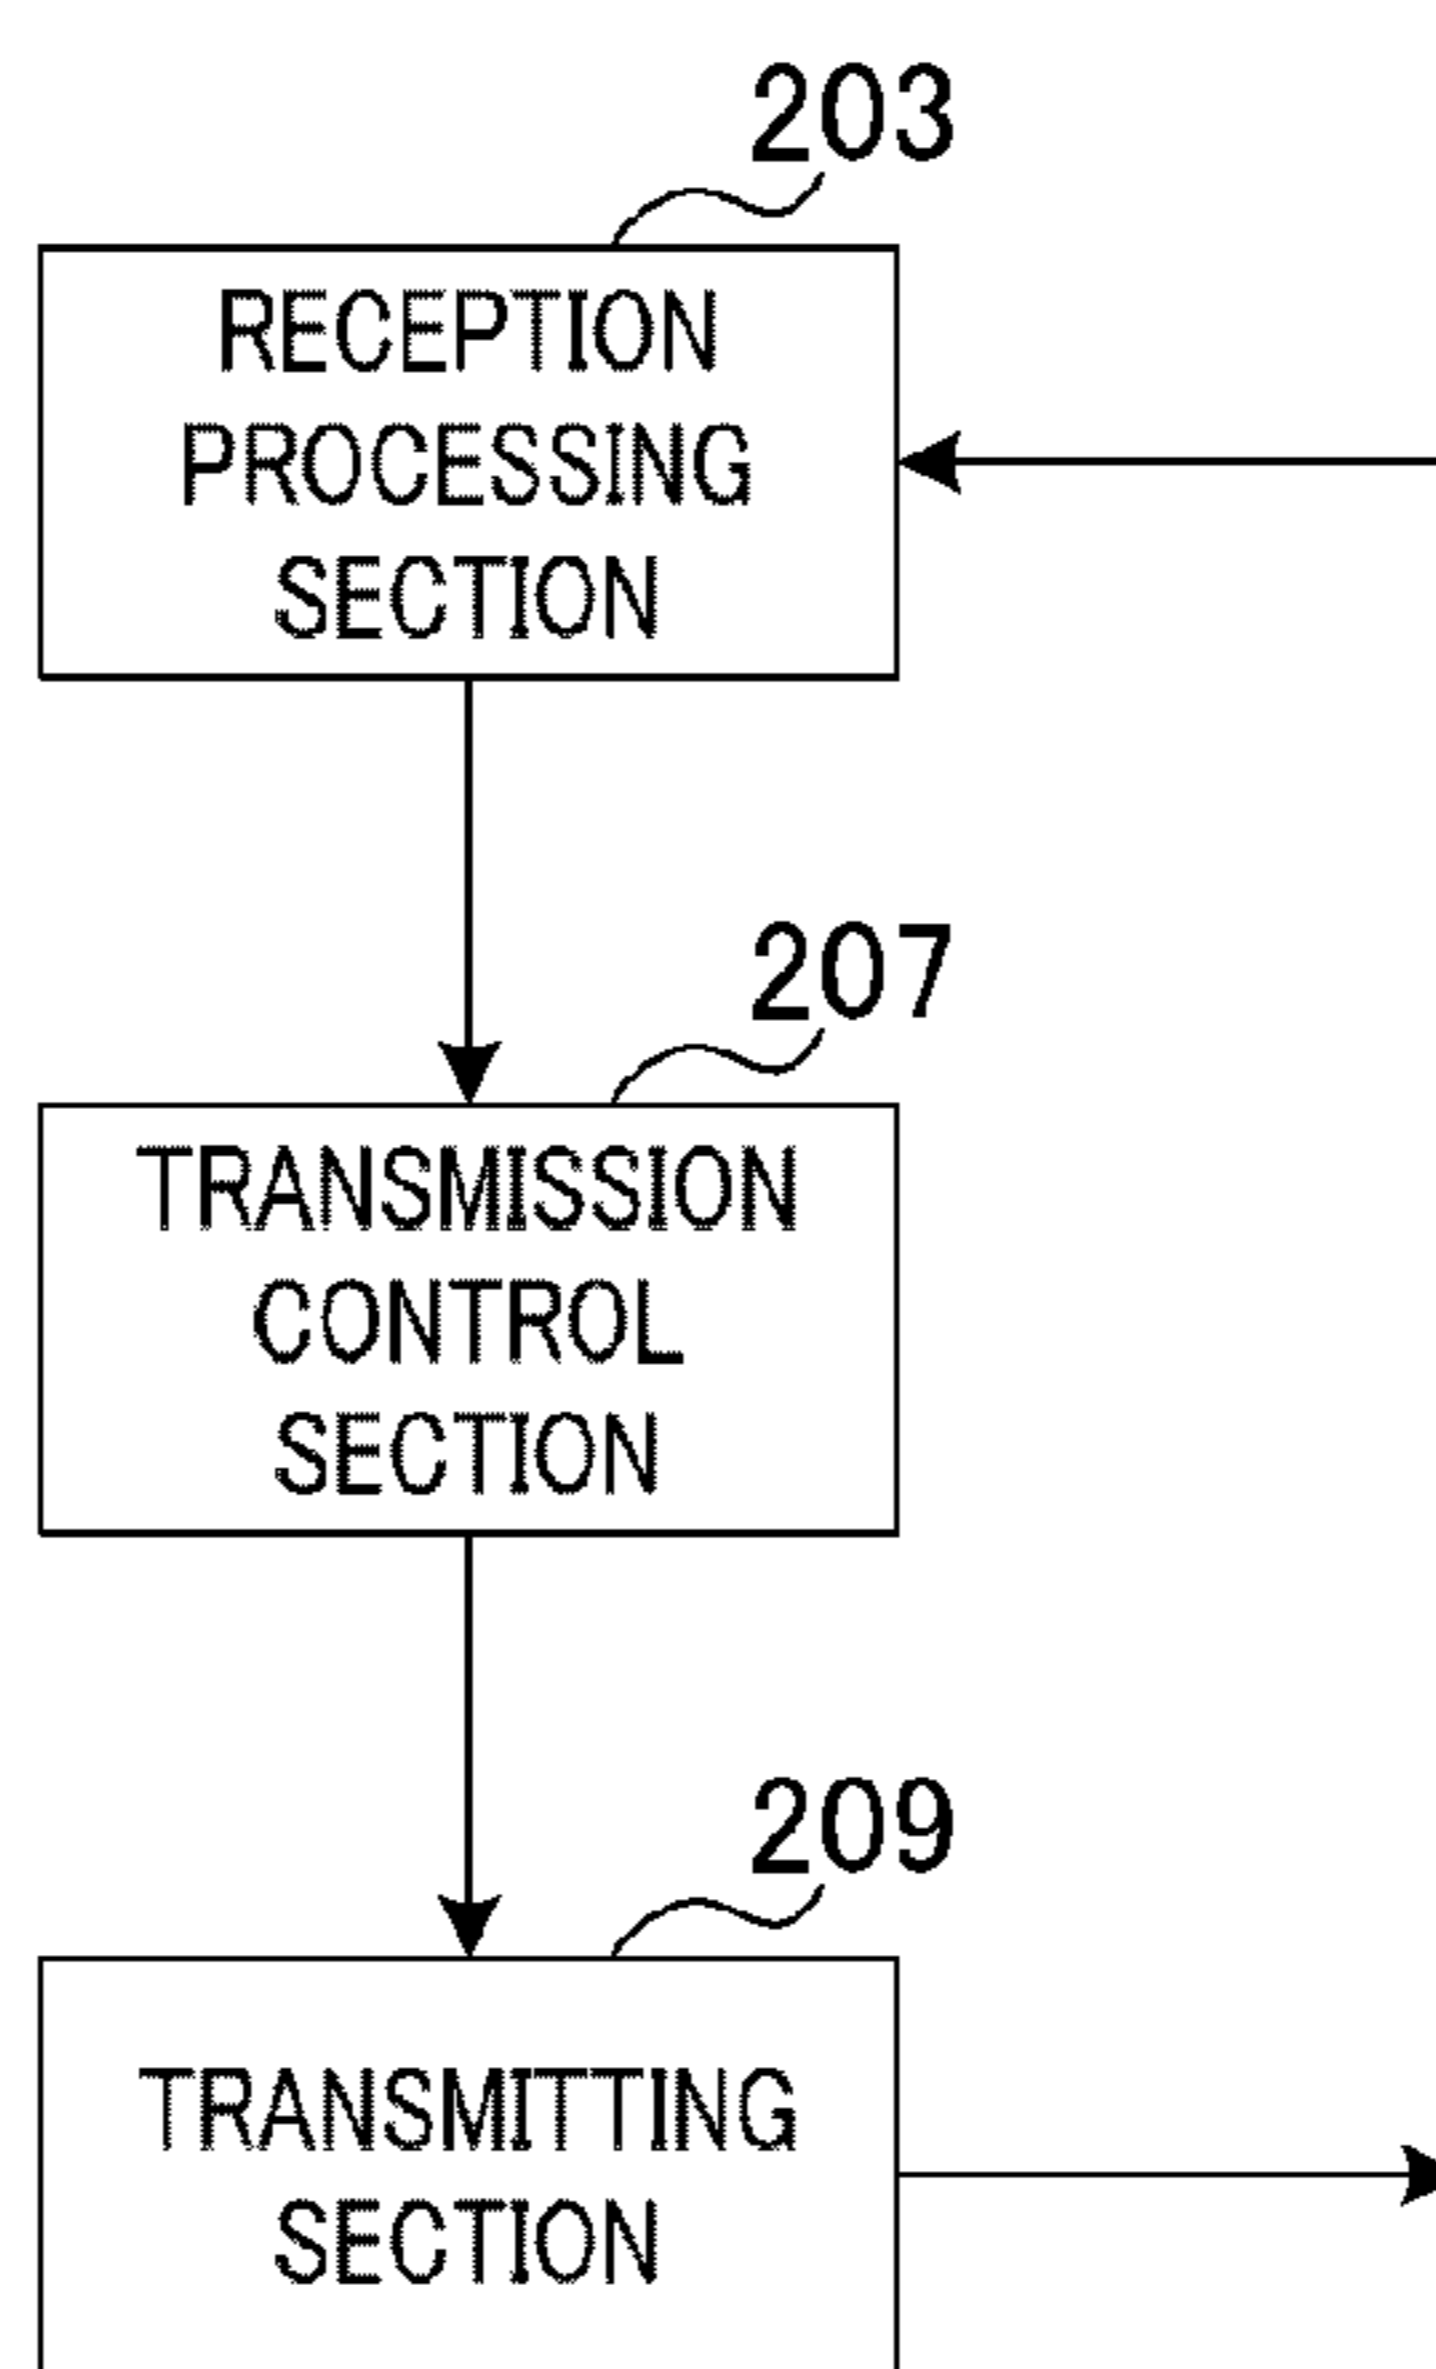 203
RECEPTION
PROCESSING
SECTION
207
TRANSMISSION
CONTROL
SECTION
209
TRANSMITTING
SECTION